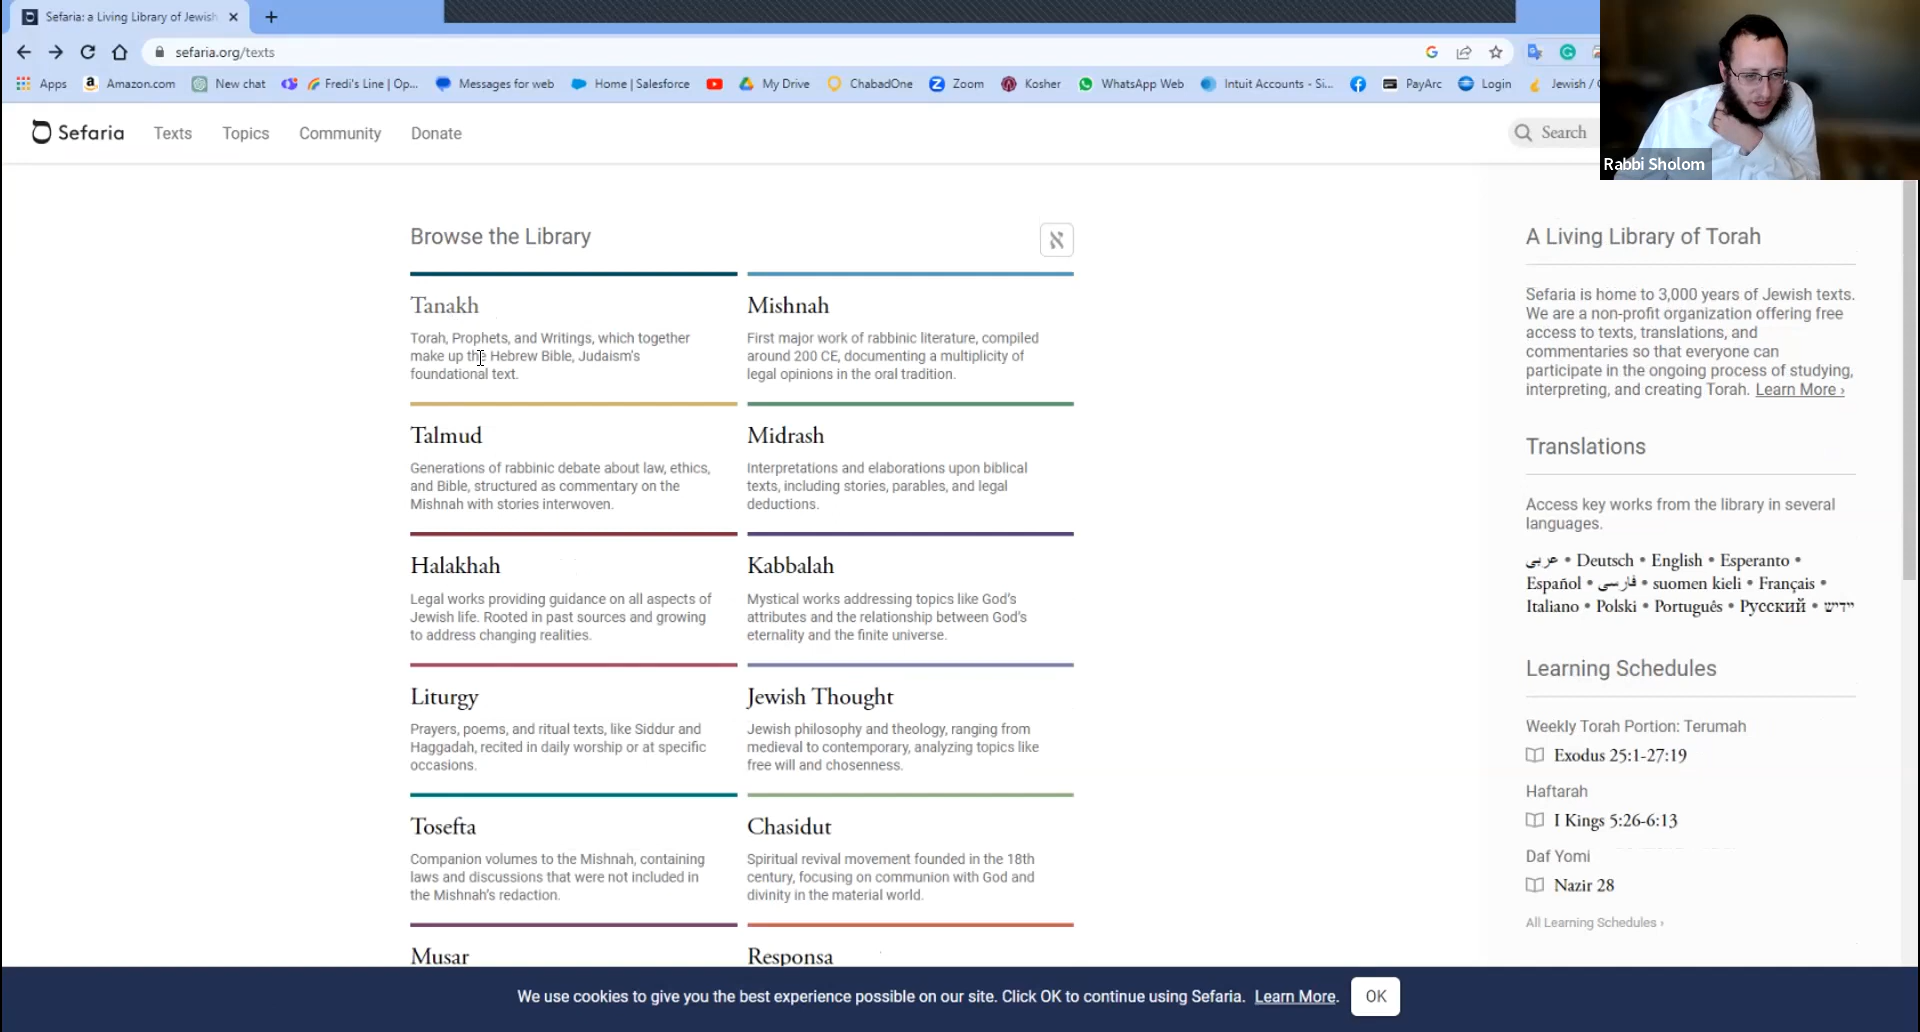 Sefaria: a Living Library of Jewish
sefaria.org/texts
Apps Amazon.com New chat Fredi's Line | Op... Messages for web Home | Salesforce My Drive ChabadOne Zoom Kosher WhatsApp Web Intuit Accounts - Si... PayArc Login Jewish /
Rabbi Sholom
Sefaria Texts Topics Community Donate Search
Browse the Library
א
Tanakh
Torah, Prophets, and Writings, which together
make up the Hebrew Bible, Judaism's
foundational text.
Mishnah
First major work of rabbinic literature, compiled
around 200 CE, documenting a multiplicity of
legal opinions in the oral tradition.
Talmud
Generations of rabbinic debate about law, ethics,
and Bible, structured as commentary on the
Mishnah with stories interwoven.
Midrash
Interpretations and elaborations upon biblical
texts, including stories, parables, and legal
deductions.
Halakhah
Legal works providing guidance on all aspects of
Jewish life. Rooted in past sources and growing
to address changing realities.
Kabbalah
Mystical works addressing topics like God's
attributes and the relationship between God's
eternality and the finite universe.
Liturgy
Prayers, poems, and ritual texts, like Siddur and
Haggadah, recited in daily worship or at specific
occasions.
Jewish Thought
Jewish philosophy and theology, ranging from
medieval to contemporary, analyzing topics like
free will and chosenness.
Tosefta
Companion volumes to the Mishnah, containing
laws and discussions that were not included in
the Mishnah's redaction.
Chasidut
Spiritual revival movement founded in the 18th
century, focusing on communion with God and
divinity in the material world.
Musar
Responsa
A Living Library of Torah
Sefaria is home to 3,000 years of Jewish texts.
We are a non-profit organization offering free
access to texts, translations, and
commentaries so that everyone can
participate in the ongoing process of studying,
interpreting, and creating Torah. Learn More ›
Translations
Access key works from the library in several
languages.
عربى • Deutsch • English • Esperanto •
Español • فارسى • suomen kieli • Français •
Italiano • Polski • Português • Русский • יידיש
Learning Schedules
Weekly Torah Portion: Terumah
Exodus 25:1-27:19
Haftarah
I Kings 5:26-6:13
Daf Yomi
Nazir 28
All Learning Schedules ›
We use cookies to give you the best experience possible on our site. Click OK to continue using Sefaria. Learn More. OK